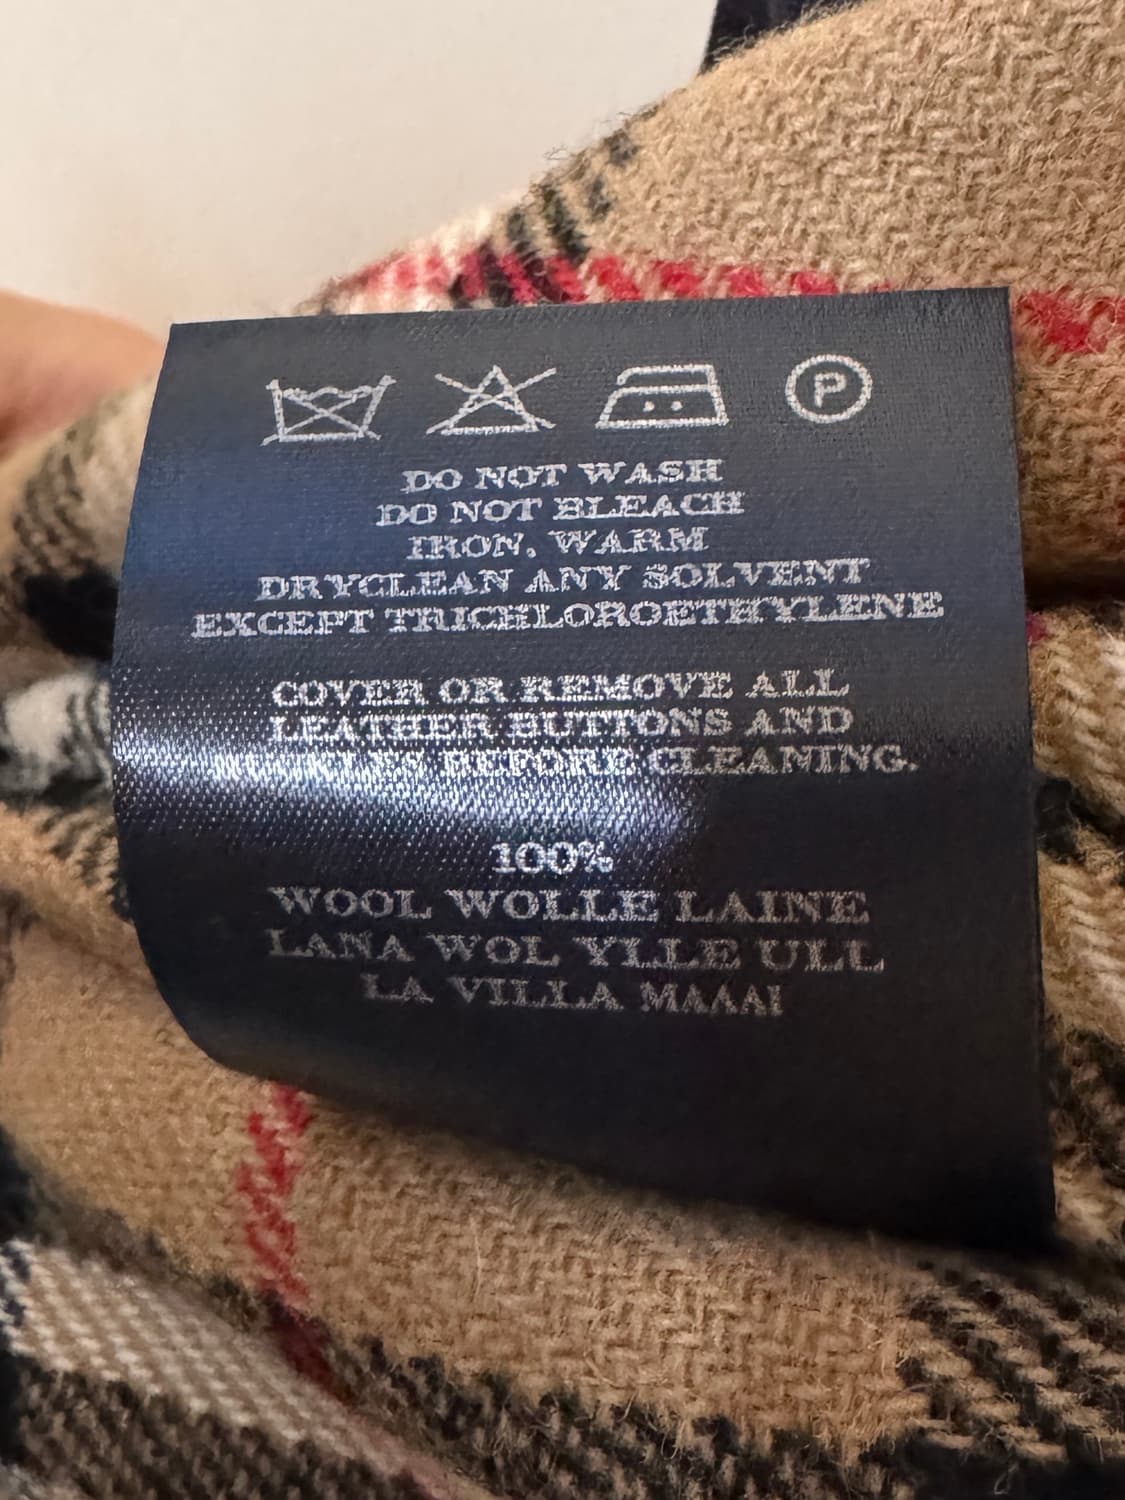 P
DO NOT WASH
DO NOT BLEACH
IRON. WARM
DRYCLEAN ANY SOLVENT
EXCEPT TRICHLOROETHYLENE
COVER OR REMOVE ALL
LEATHER BUTTONS AND
BEFORE CLEANING.
100%
WOOL WOLLE LAINE
LANA WOL YLLE ULL
LA VILLA